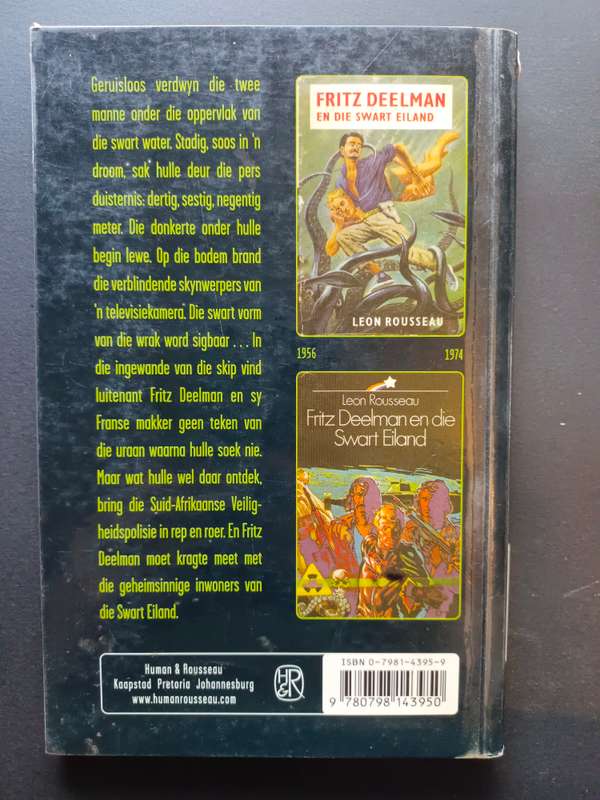 Geruisloos verdwyn die twee
manne onder die oppervlak van
die swart water. Stadig, soos in 'n
droom, sak hulle deur die pers
duisternis: dertig, sestig, negentig
meter. Die donkerte onder hulle
begin lewe. Op die bodem brand
die verblindende skynwerpers van
'n televisiekamera. Die swart vorm
van die wrak word sigbaar . . . In
die ingewande van die skip vind
luitenant Fritz Deelman en sy
Franse makker geen teken van
die uraan waarna hulle soek nie.
Maar wat hulle wel daar ontdek,
bring die Suid-Afrikaanse Veilig-
heidspolisie in rep en roer. En Fritz
Deelman moet kragte meet met
die geheimsinnige inwoners van
die Swart Eiland.
FRITZ DEELMAN
EN DIE SWART EILAND
LEON ROUSSEAU
1956 1974
Leon Rousseau
Fritz Deelman en die
Swart Eiland
Human & Rousseau
Kaapstad Pretoria Johannesburg
www.humanrousseau.com
H&R
ISBN 0-7981-4395-9
9 780798 143950